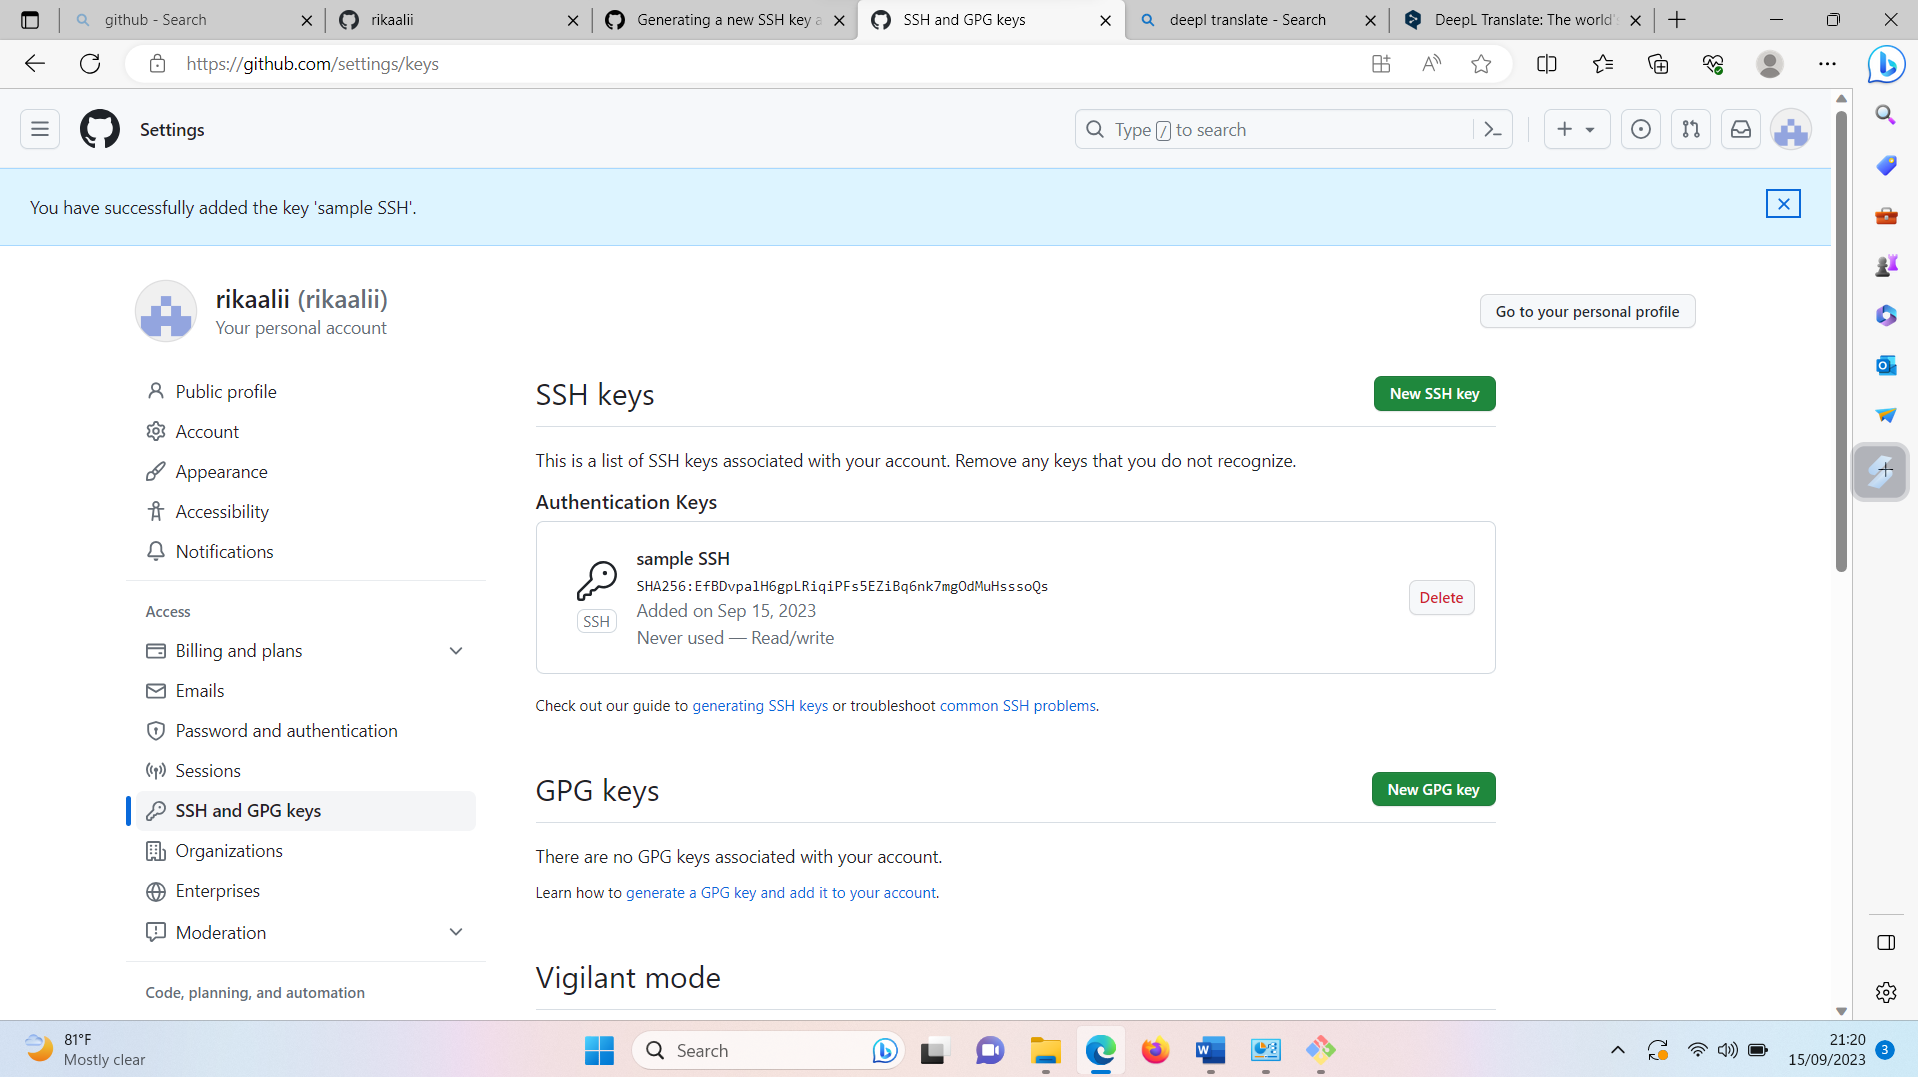 github - Search
rikaalii
Generating a new SSH key a
SSH and GPG keys
deepl translate - Search
DeepL Translate: The world's
https://github.com/settings/keys
Settings
Type / to search
You have successfully added the key 'sample SSH'.
rikaalii (rikaalii)
Your personal account
Go to your personal profile
Public profile
Account
Appearance
Accessibility
Notifications
Access
Billing and plans
Emails
Password and authentication
Sessions
SSH and GPG keys
Organizations
Enterprises
Moderation
Code, planning, and automation
SSH keys
New SSH key
This is a list of SSH keys associated with your account. Remove any keys that you do not recognize.
Authentication Keys
sample SSH
SHA256:EfBDvpalH6gpLRiqiPFs5EZiBq6nk7mgOdMuHsssoQs
Added on Sep 15, 2023
Never used — Read/write
SSH
Delete
Check out our guide to generating SSH keys or troubleshoot common SSH problems.
GPG keys
New GPG key
There are no GPG keys associated with your account.
Learn how to generate a GPG key and add it to your account.
Vigilant mode
81°F
Mostly clear
Search
21:20
15/09/2023
3